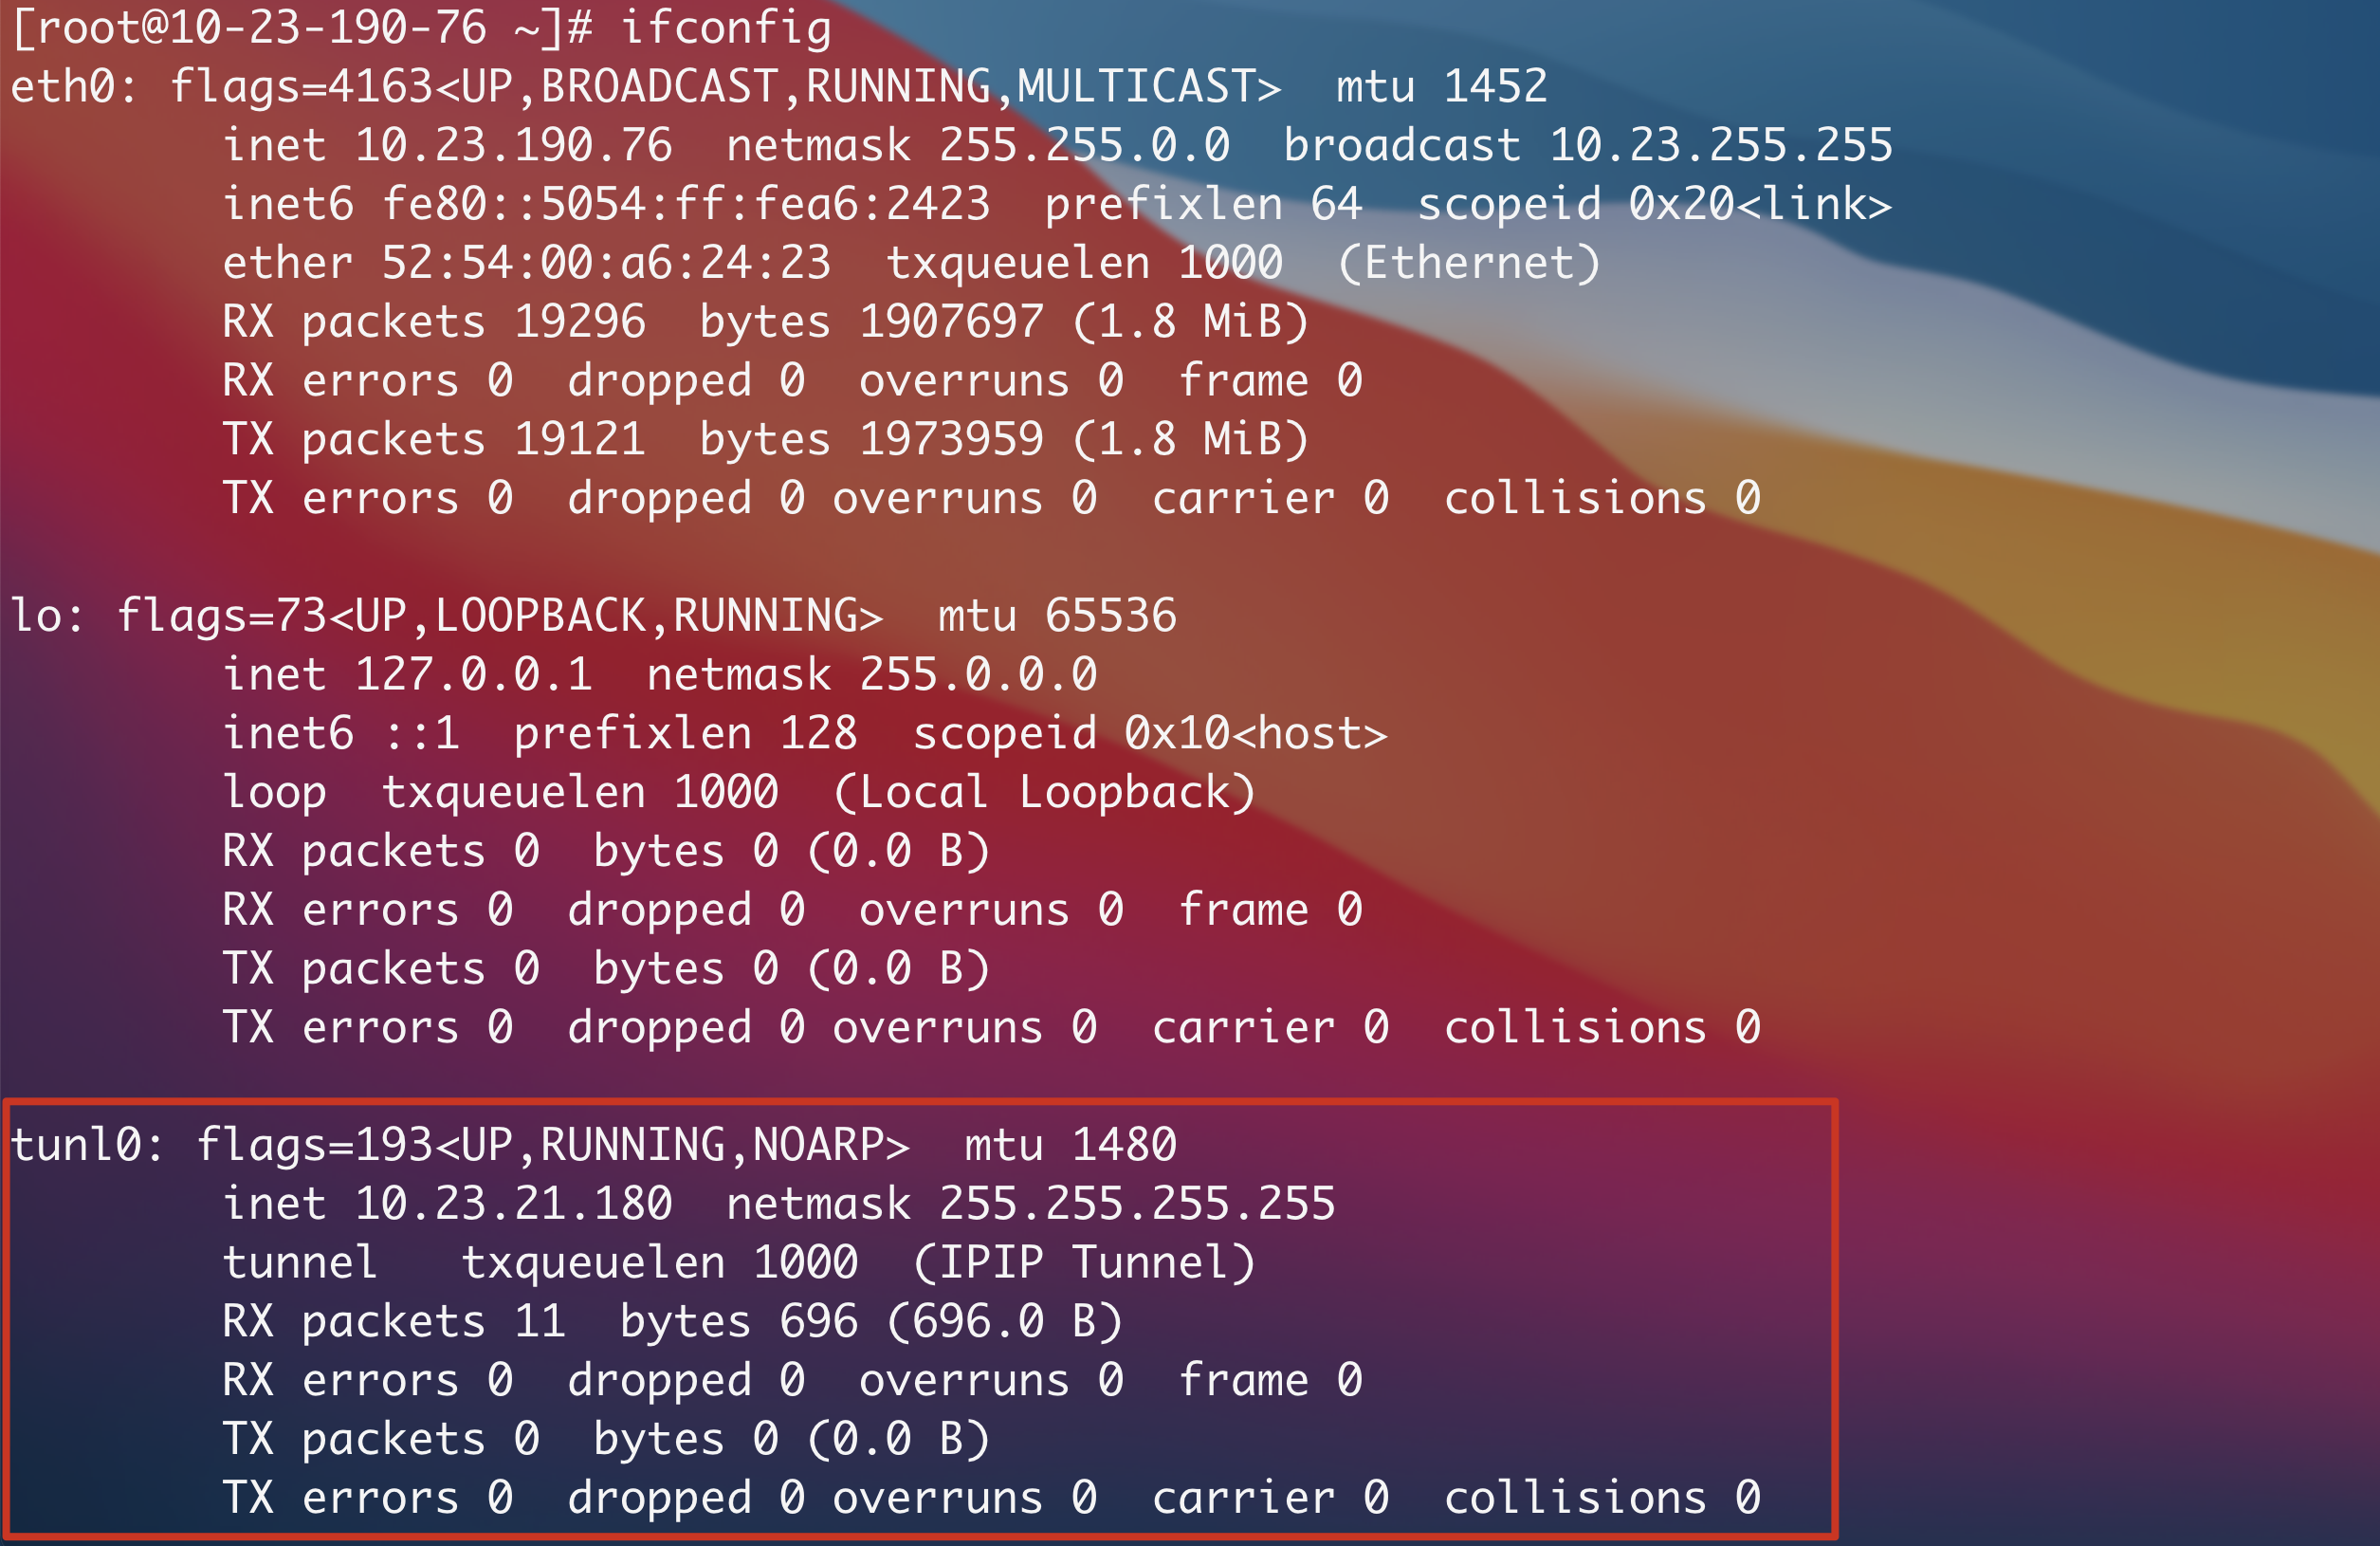 [root@10-23-190-76 ~]# ifconfig
eth0: flags=4163<UP,BROADCAST,RUNNING,MULTICAST>  mtu 1452
        inet 10.23.190.76  netmask 255.255.0.0  broadcast 10.23.255.255
        inet6 fe80::5054:ff:fea6:2423  prefixlen 64  scopeid 0x20<link>
        ether 52:54:00:a6:24:23  txqueuelen 1000  (Ethernet)
        RX packets 19296  bytes 1907697 (1.8 MiB)
        RX errors 0  dropped 0  overruns 0  frame 0
        TX packets 19121  bytes 1973959 (1.8 MiB)
        TX errors 0  dropped 0 overruns 0  carrier 0  collisions 0

lo: flags=73<UP,LOOPBACK,RUNNING>  mtu 65536
        inet 127.0.0.1  netmask 255.0.0.0
        inet6 ::1  prefixlen 128  scopeid 0x10<host>
        loop  txqueuelen 1000  (Local Loopback)
        RX packets 0  bytes 0 (0.0 B)
        RX errors 0  dropped 0  overruns 0  frame 0
        TX packets 0  bytes 0 (0.0 B)
        TX errors 0  dropped 0 overruns 0  carrier 0  collisions 0

tunl0: flags=193<UP,RUNNING,NOARP>  mtu 1480
        inet 10.23.21.180  netmask 255.255.255.255
        tunnel   txqueuelen 1000  (IPIP Tunnel)
        RX packets 11  bytes 696 (696.0 B)
        RX errors 0  dropped 0  overruns 0  frame 0
        TX packets 0  bytes 0 (0.0 B)
        TX errors 0  dropped 0 overruns 0  carrier 0  collisions 0